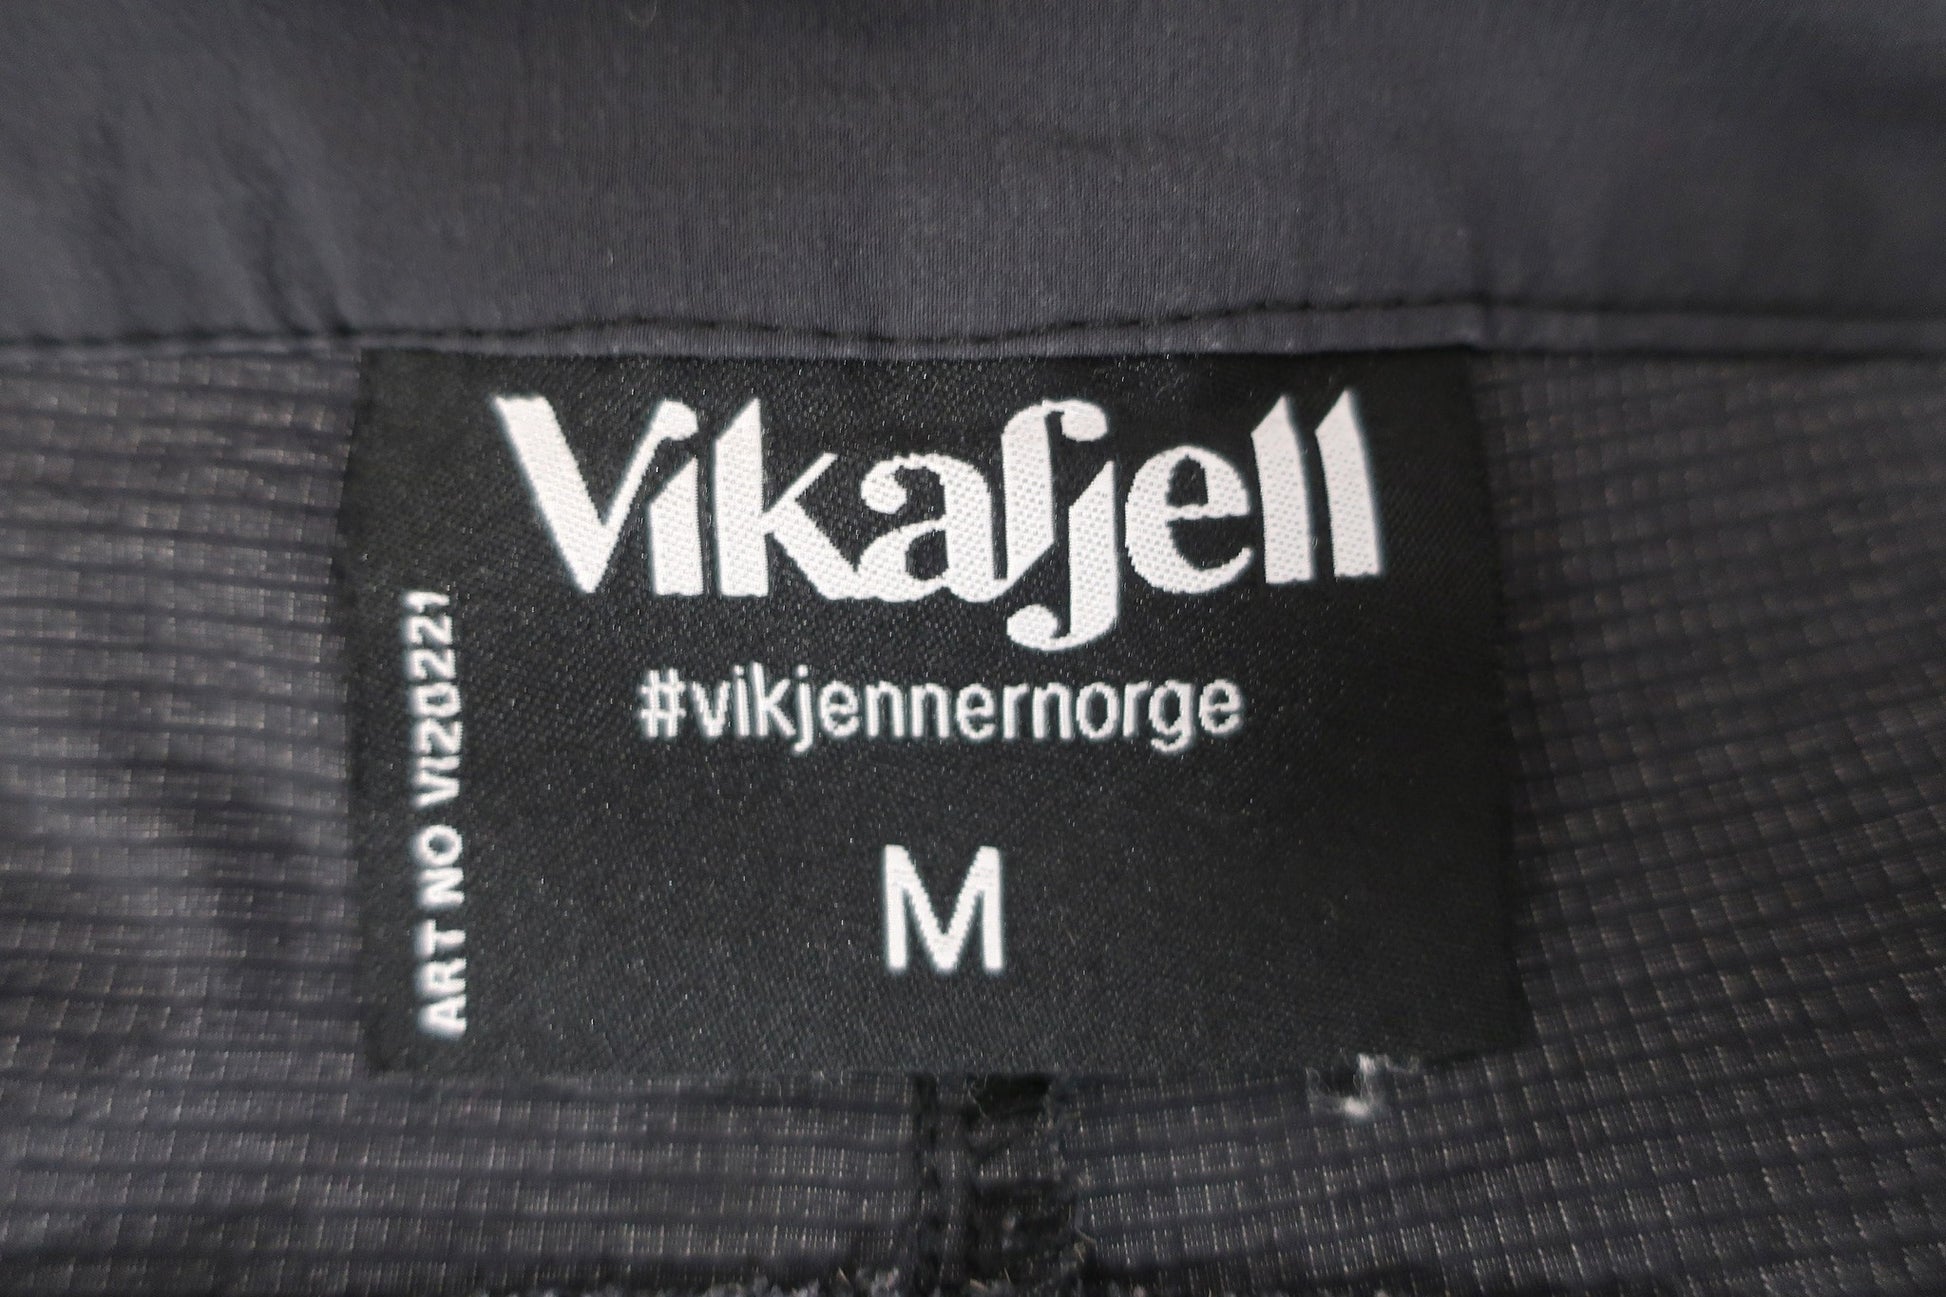 Vikafjell
#vikjennernorge
M
ART NO VI20221